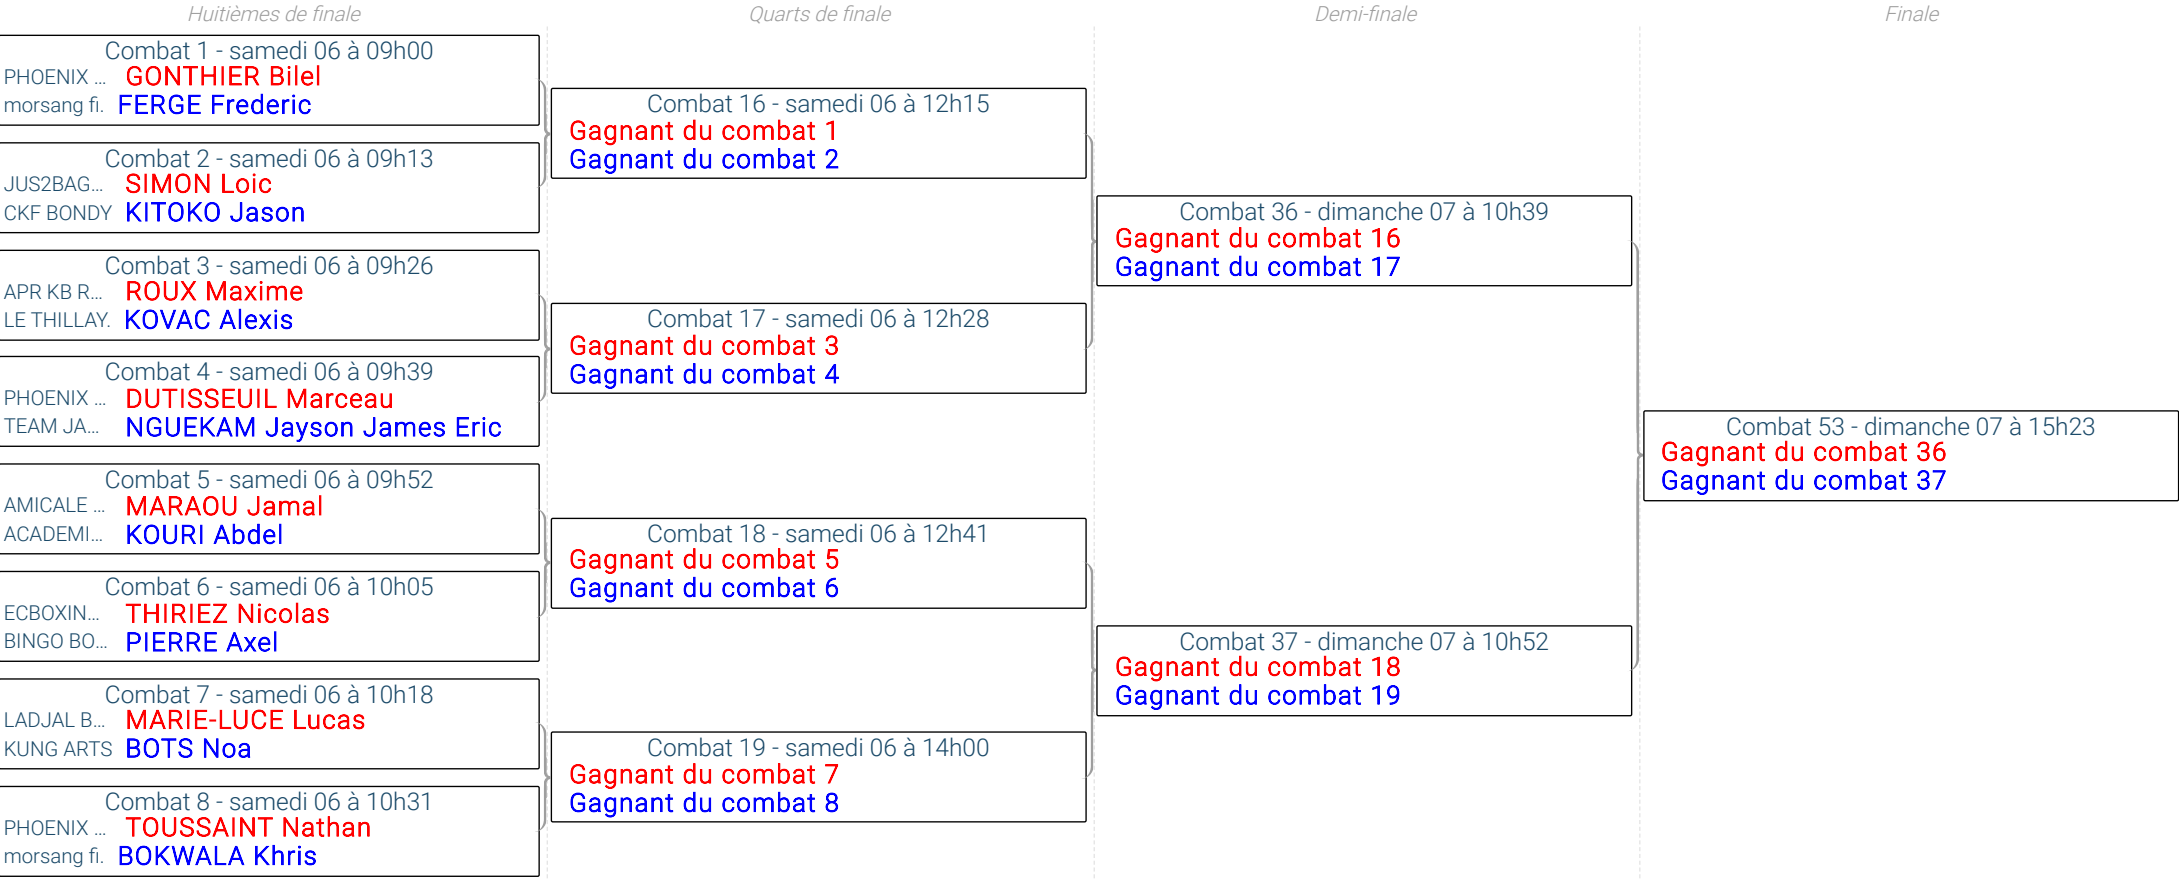 Huitièmes de finale
Quarts de finale
Demi-finale
Finale
Combat 1 - samedi 06 à 09h00
PHOENIX ... GONTHIER Bilel
morsang fi. FERGE Frederic
Combat 2 - samedi 06 à 09h13
JUS2BAG... SIMON Loic
CKF BONDY KITOKO Jason
Combat 3 - samedi 06 à 09h26
APR KB R... ROUX Maxime
LE THILLAY. KOVAC Alexis
Combat 4 - samedi 06 à 09h39
PHOENIX ... DUTISSEUIL Marceau
TEAM JA... NGUEKAM Jayson James Eric
Combat 5 - samedi 06 à 09h52
AMICALE ... MARAOU Jamal
ACADEMI... KOURI Abdel
Combat 6 - samedi 06 à 10h05
ECBOXIN... THIRIEZ Nicolas
BINGO BO... PIERRE Axel
Combat 7 - samedi 06 à 10h18
LADJAL B... MARIE-LUCE Lucas
KUNG ARTS BOTS Noa
Combat 8 - samedi 06 à 10h31
PHOENIX ... TOUSSAINT Nathan
morsang fi. BOKWALA Khris
Combat 16 - samedi 06 à 12h15
Gagnant du combat 1
Gagnant du combat 2
Combat 17 - samedi 06 à 12h28
Gagnant du combat 3
Gagnant du combat 4
Combat 18 - samedi 06 à 12h41
Gagnant du combat 5
Gagnant du combat 6
Combat 19 - samedi 06 à 14h00
Gagnant du combat 7
Gagnant du combat 8
Combat 36 - dimanche 07 à 10h39
Gagnant du combat 16
Gagnant du combat 17
Combat 37 - dimanche 07 à 10h52
Gagnant du combat 18
Gagnant du combat 19
Combat 53 - dimanche 07 à 15h23
Gagnant du combat 36
Gagnant du combat 37